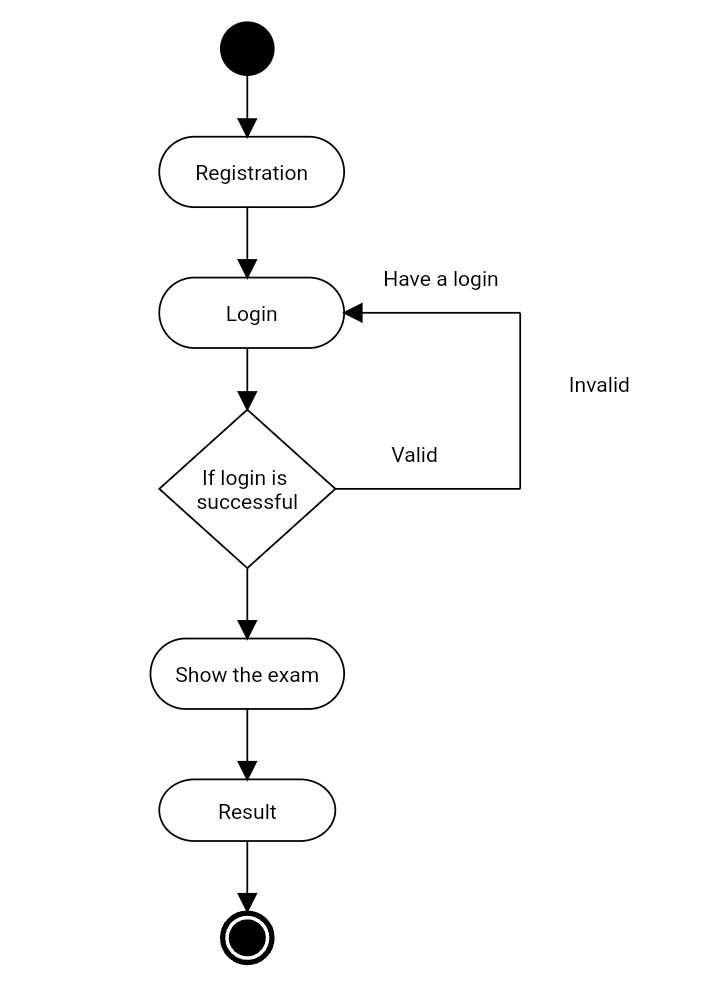 Registration
Have a login
Login
Invalid
Valid
If login is
successful
Show the exam
Result